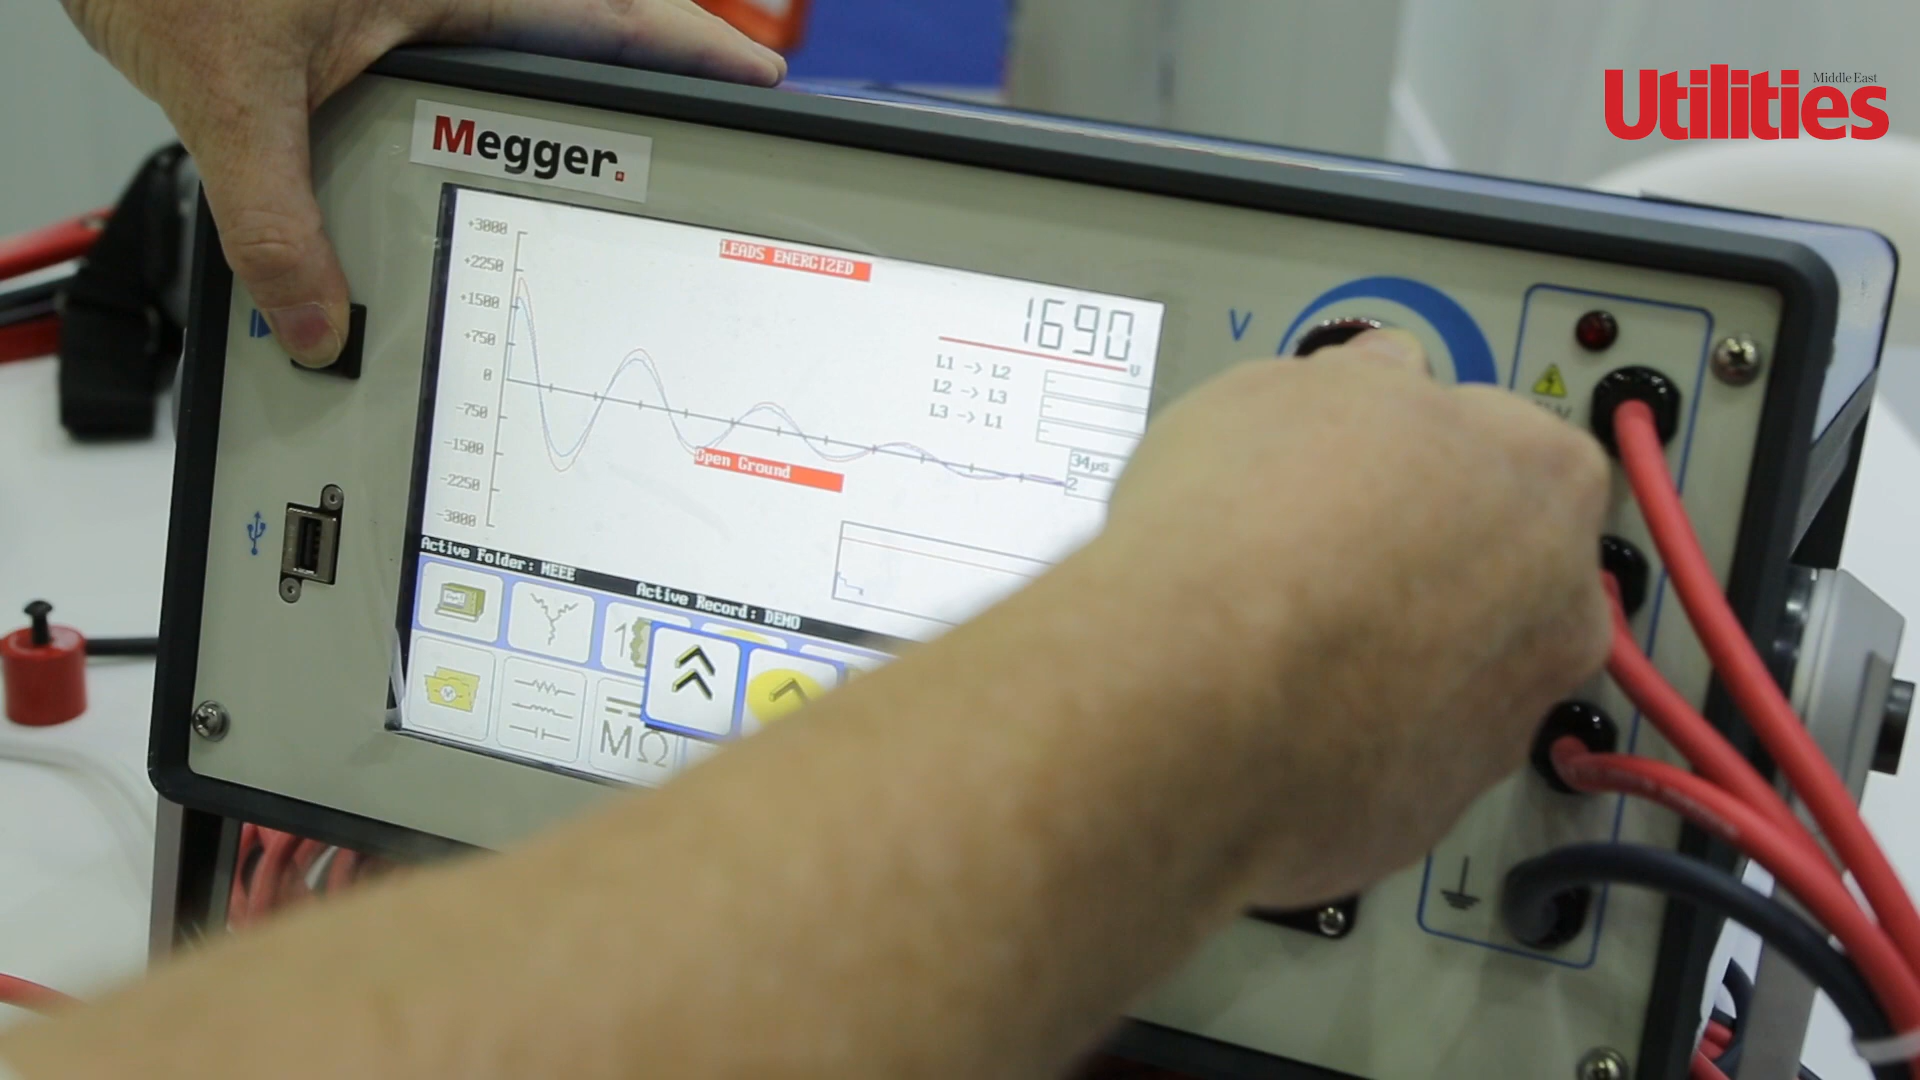 Utilities
Middle East
Megger.
LEADS ENERGIZED
+3000
+2250
+1500
+750
0
-750
-1500
-2250
-3000
1690
V
L1 -> L2
L2 -> L3
L3 -> L1
34µs
2
Open Ground
Active Folder: MEEE
Active Record: DEMO
MΩ
V